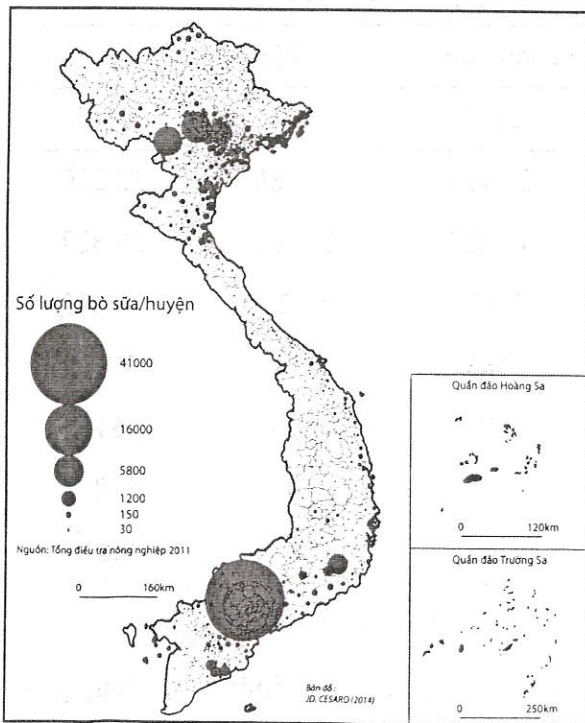 Số lượng bò sữa/huyện
41000
16000
5800
1200
150
30
Nguồn: Tổng điều tra nông nghiệp 2011
0 160km
Bản đồ:
JD. CESARO (2014)
Quần đảo Hoàng Sa
0 120km
Quần đảo Trường Sa
0 250km